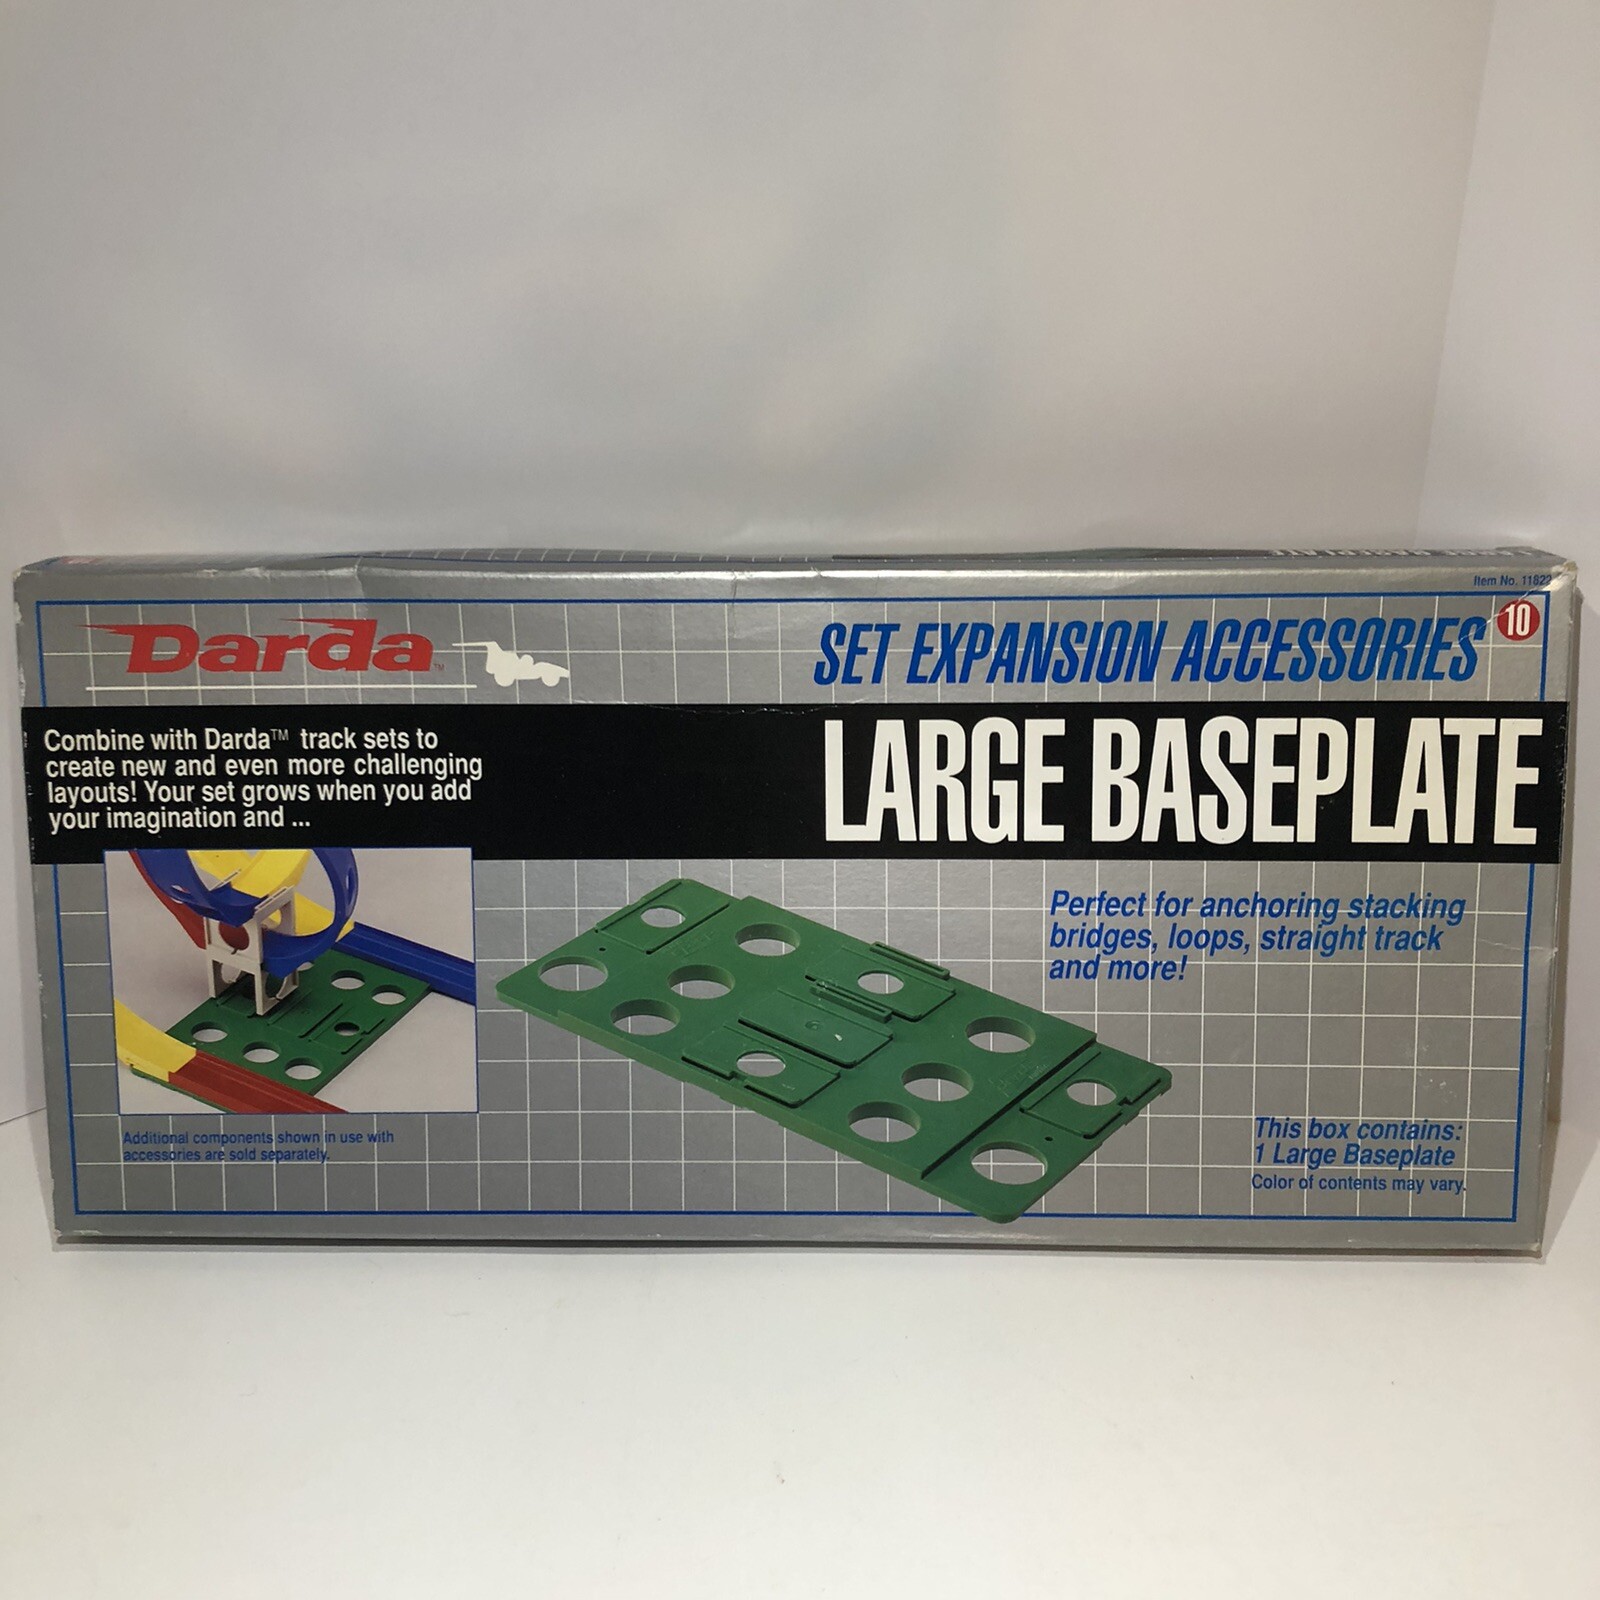 Item No. 11822
Darda™
SET EXPANSION ACCESSORIES 10
LARGE BASEPLATE
Combine with Darda™ track sets to
create new and even more challenging
layouts! Your set grows when you add
your imagination and ...
Perfect for anchoring stacking
bridges, loops, straight track
and more!
Additional components shown in use with
accessories are sold separately.
This box contains:
1 Large Baseplate
Color of contents may vary.